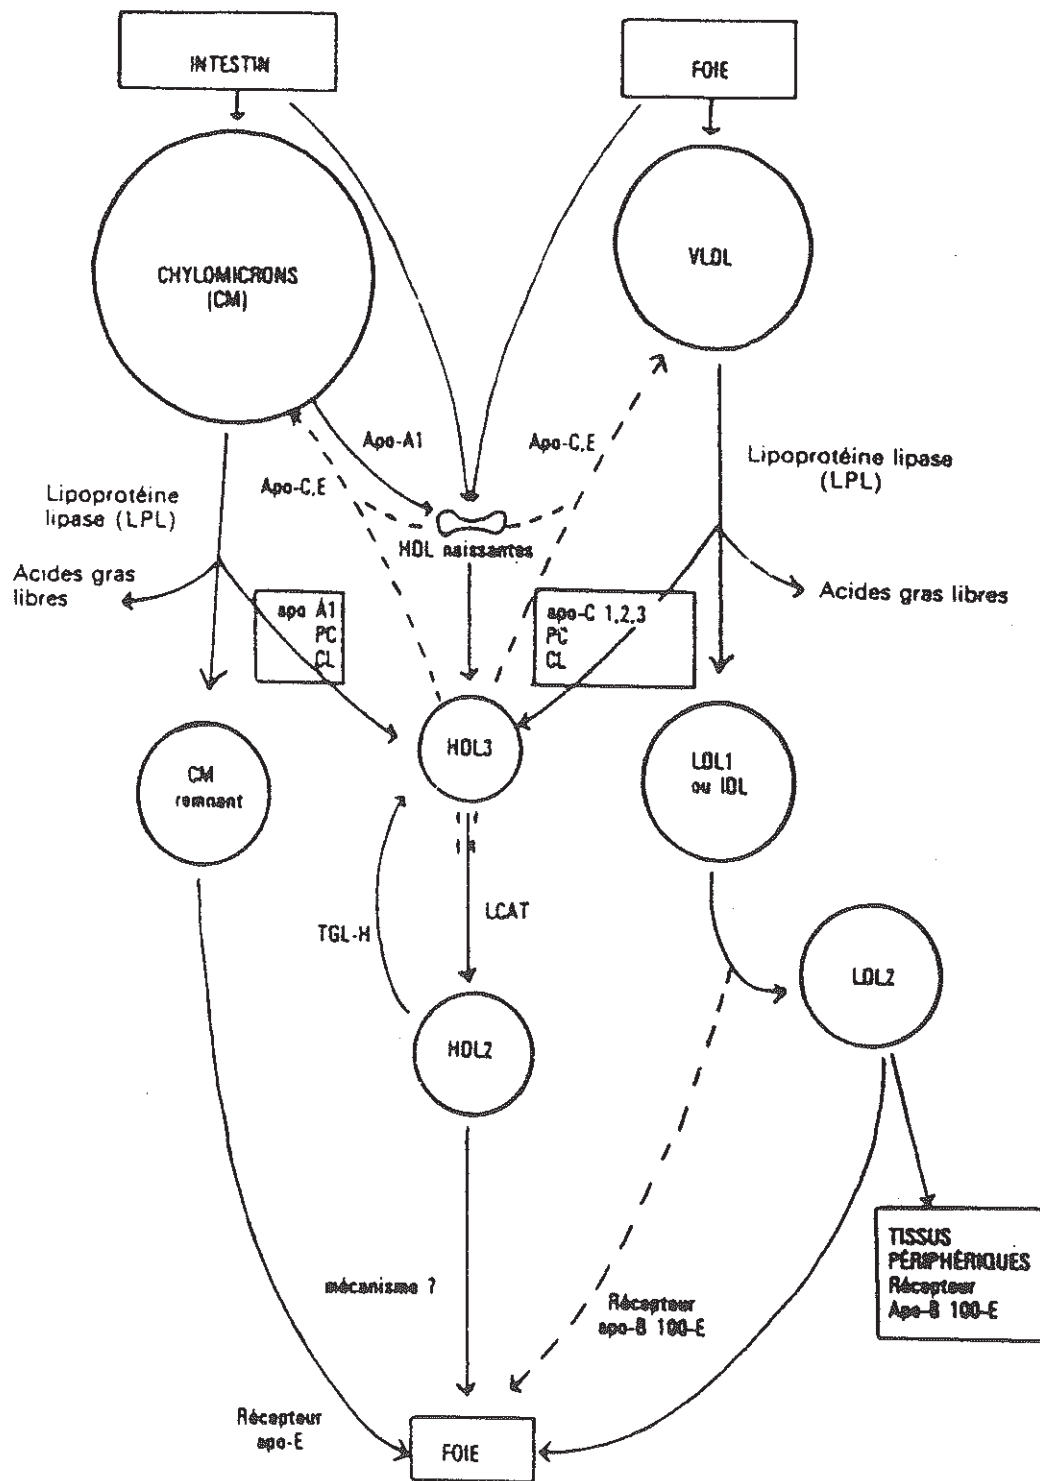 INTESTIN
FOIE
CHYLOMICRONS
(CM)
VLDL
Apo-A1
Apo-C,E
Apo-C,E
Lipoprotéine
lipase (LPL)
Lipoprotéine lipase
(LPL)
HDL naissantes
Acides gras
libres
Acides gras libres
apo A1
PC
CL
apo-C 1,2,3
PC
CL
HDL3
CM
remnant
LDL1
ou IDL
TGL-H
LCAT
LDL2
HDL2
mécanisme ?
Récepteur
apo-B 100-E
TISSUS
PÉRIPHÉRIQUES
Récepteur
Apo-B 100-E
Récepteur
apo-E
FOIE